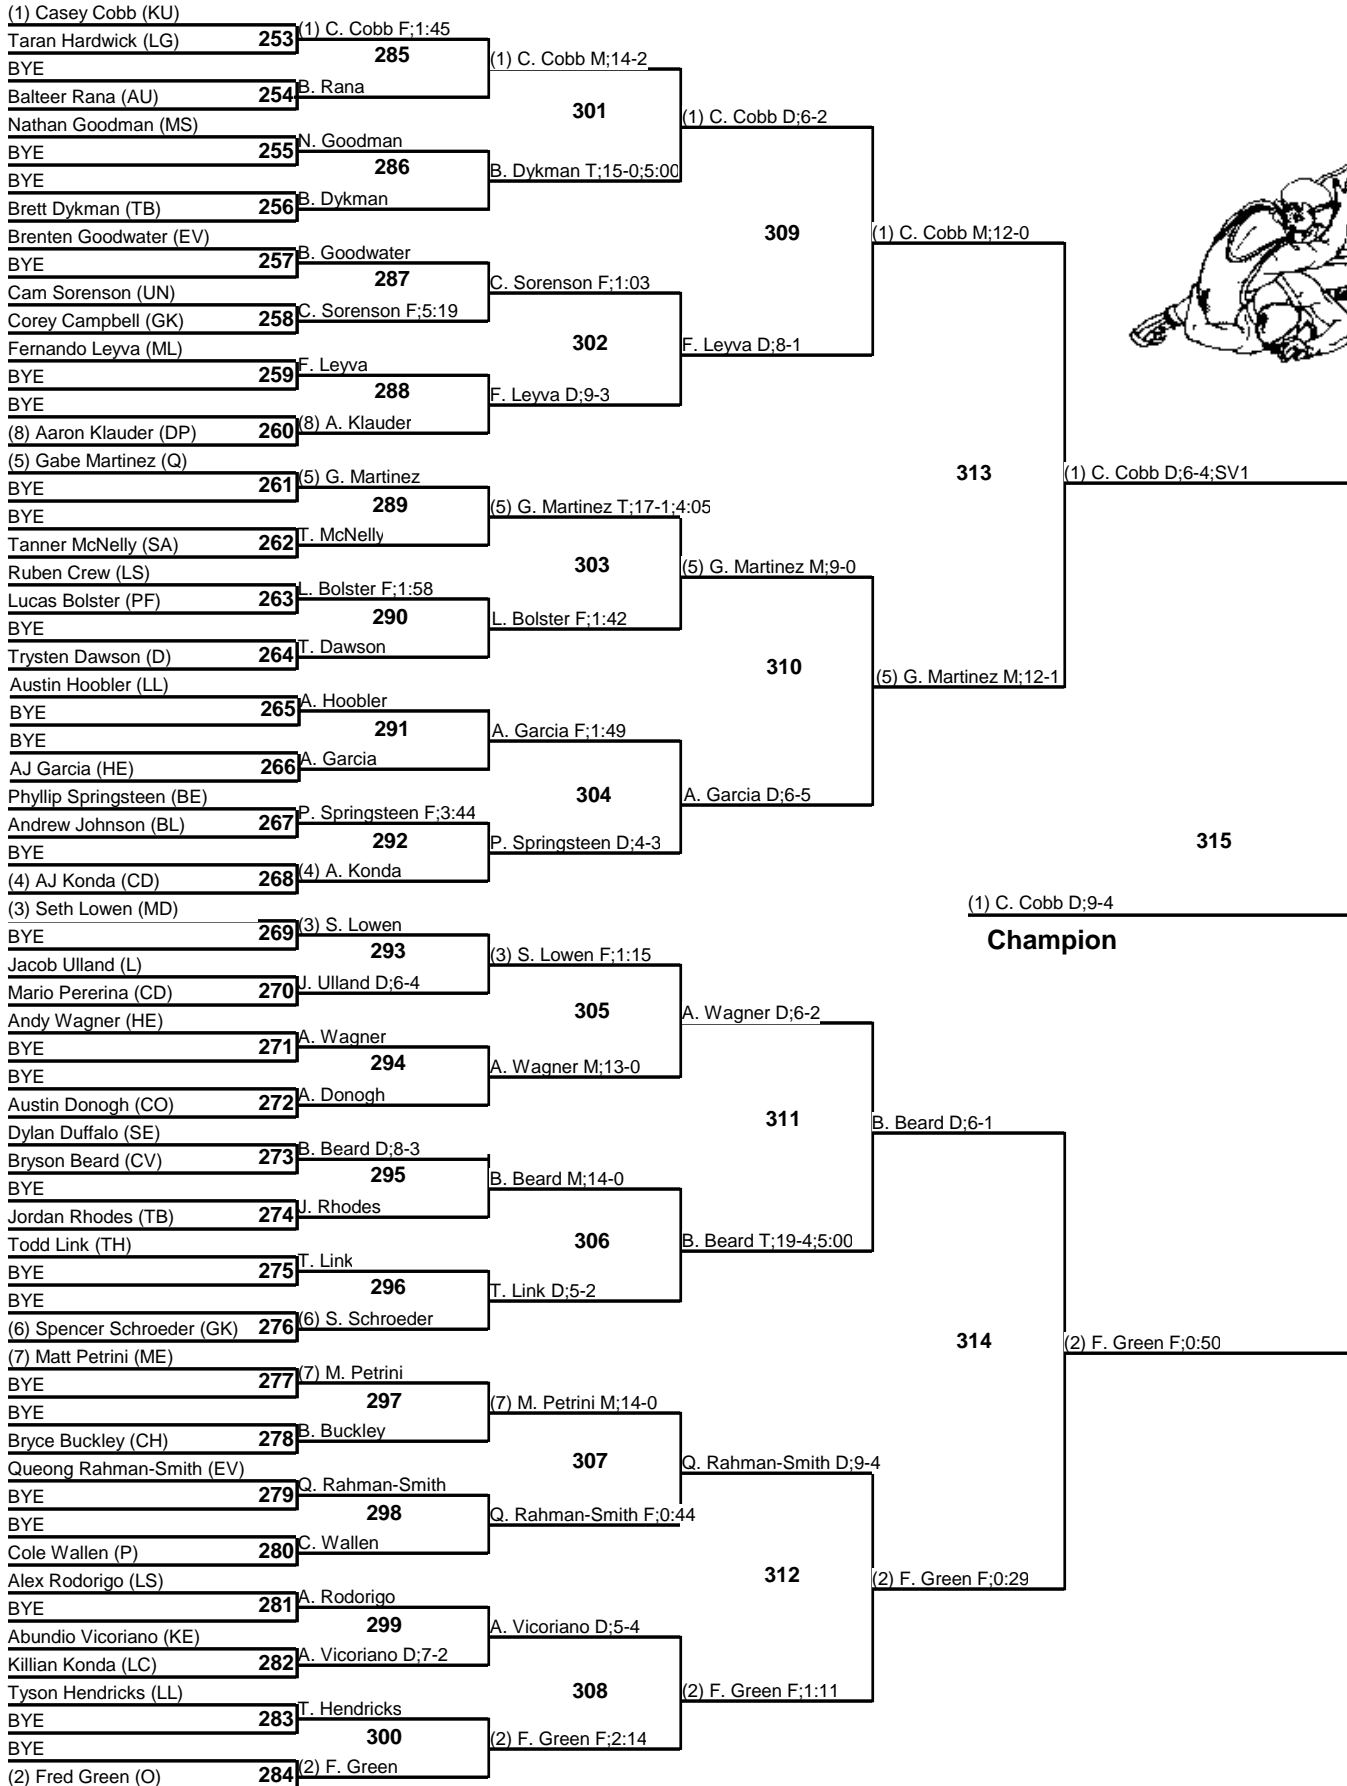 (1) Casey Cobb (KU)
Taran Hardwick (LG) 253 (1) C. Cobb F;1:45
285
BYE (1) C. Cobb M;14-2
Balteer Rana (AU) 254 B. Rana
301
Nathan Goodman (MS) (1) C. Cobb D;6-2
BYE 255 N. Goodman
286
BYE B. Dykman T;15-0;5:00
Brett Dykman (TB) 256 B. Dykman
309
Brenten Goodwater (EV) (1) C. Cobb M;12-0
BYE 257 B. Goodwater
287
Cam Sorenson (UN) C. Sorenson F;1:03
Corey Campbell (GK) 258 C. Sorenson F;5:19
302
Fernando Leyva (ML) F. Leyva D;8-1
BYE 259 F. Leyva
288
BYE F. Leyva D;9-3
(8) Aaron Klauder (DP) 260 (8) A. Klauder
313
(5) Gabe Martinez (Q) (1) C. Cobb D;6-4;SV1
BYE 261 (5) G. Martinez
289
BYE (5) G. Martinez T;17-1;4:05
Tanner McNelly (SA) 262 T. McNelly
303
Ruben Crew (LS) (5) G. Martinez M;9-0
Lucas Bolster (PF) 263 L. Bolster F;1:58
290
BYE L. Bolster F;1:42
Trysten Dawson (D) 264 T. Dawson
310
Austin Hoobler (LL) (5) G. Martinez M;12-1
BYE 265 A. Hoobler
291
BYE A. Garcia F;1:49
AJ Garcia (HE) 266 A. Garcia
304
Phyllip Springsteen (BE) A. Garcia D;6-5
Andrew Johnson (BL) 267 P. Springsteen F;3:44
292
315
BYE P. Springsteen D;4-3
(4) AJ Konda (CD) 268 (4) A. Konda
(3) Seth Lowen (MD) (1) C. Cobb D;9-4
BYE 269 (3) S. Lowen
Champion
293
Jacob Ulland (L) (3) S. Lowen F;1:15
Mario Pererina (CD) 270 J. Ulland D;6-4
305
Andy Wagner (HE) A. Wagner D;6-2
BYE 271 A. Wagner
294
BYE A. Wagner M;13-0
Austin Donogh (CO) 272 A. Donogh
311
Dylan Duffalo (SE) B. Beard D;6-1
Bryson Beard (CV) 273 B. Beard D;8-3
295
BYE B. Beard M;14-0
Jordan Rhodes (TB) 274 J. Rhodes
306
Todd Link (TH) B. Beard T;19-4;5:00
BYE 275 T. Link
296
BYE T. Link D;5-2
(6) Spencer Schroeder (GK) 276 (6) S. Schroeder
314
(7) Matt Petrini (ME) (2) F. Green F;0:50
BYE 277 (7) M. Petrini
297
BYE (7) M. Petrini M;14-0
Bryce Buckley (CH) 278 B. Buckley
307
Queong Rahman-Smith (EV) Q. Rahman-Smith D;9-4
BYE 279 Q. Rahman-Smith
298
BYE Q. Rahman-Smith F;0:44
Cole Wallen (P) 280 C. Wallen
312
Alex Rodorigo (LS) (2) F. Green F;0:29
BYE 281 A. Rodorigo
299
Abundio Vicoriano (KE) A. Vicoriano D;5-4
Killian Konda (LC) 282 A. Vicoriano D;7-2
308
Tyson Hendricks (LL) (2) F. Green F;1:11
BYE 283 T. Hendricks
300
BYE (2) F. Green F;2:14
(2) Fred Green (O) 284 (2) F. Green